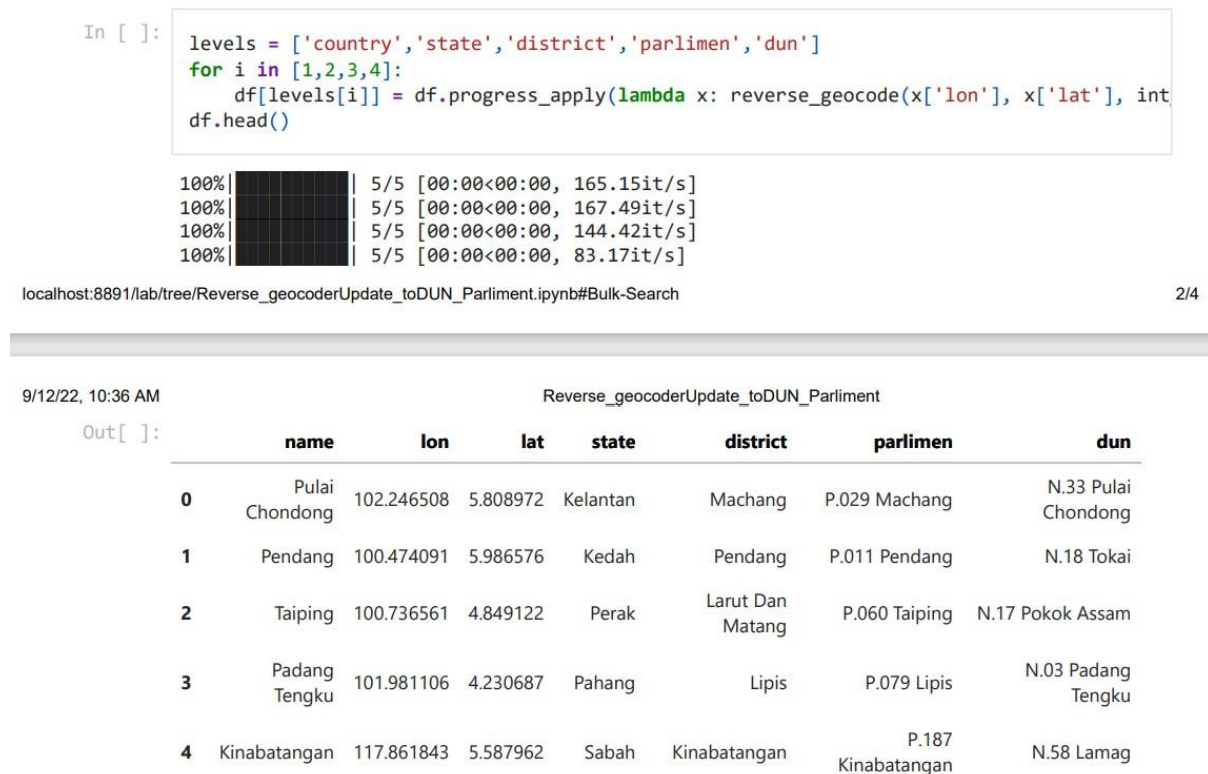 In [ ]:
levels = ['country','state','district','parlimen','dun']
for i in [1,2,3,4]:
    df[levels[i]] = df.progress_apply(lambda x: reverse_geocode(x['lon'], x['lat'], int_
df.head()
100%| | 5/5 [00:00<00:00, 165.15it/s]
100%| | 5/5 [00:00<00:00, 167.49it/s]
100%| | 5/5 [00:00<00:00, 144.42it/s]
100%| | 5/5 [00:00<00:00, 83.17it/s]
localhost:8891/lab/tree/Reverse_geocoderUpdate_toDUN_Parliment.ipynb#Bulk-Search 2/4
9/12/22, 10:36 AM Reverse_geocoderUpdate_toDUN_Parliment
Out[ ]:
name lon lat state district parlimen dun
0 Pulai Chondong 102.246508 5.808972 Kelantan Machang P.029 Machang N.33 Pulai Chondong
1 Pendang 100.474091 5.986576 Kedah Pendang P.011 Pendang N.18 Tokai
2 Taiping 100.736561 4.849122 Perak Larut Dan Matang P.060 Taiping N.17 Pokok Assam
3 Padang Tengku 101.981106 4.230687 Pahang Lipis P.079 Lipis N.03 Padang Tengku
4 Kinabatangan 117.861843 5.587962 Sabah Kinabatangan P.187 Kinabatangan N.58 Lamag